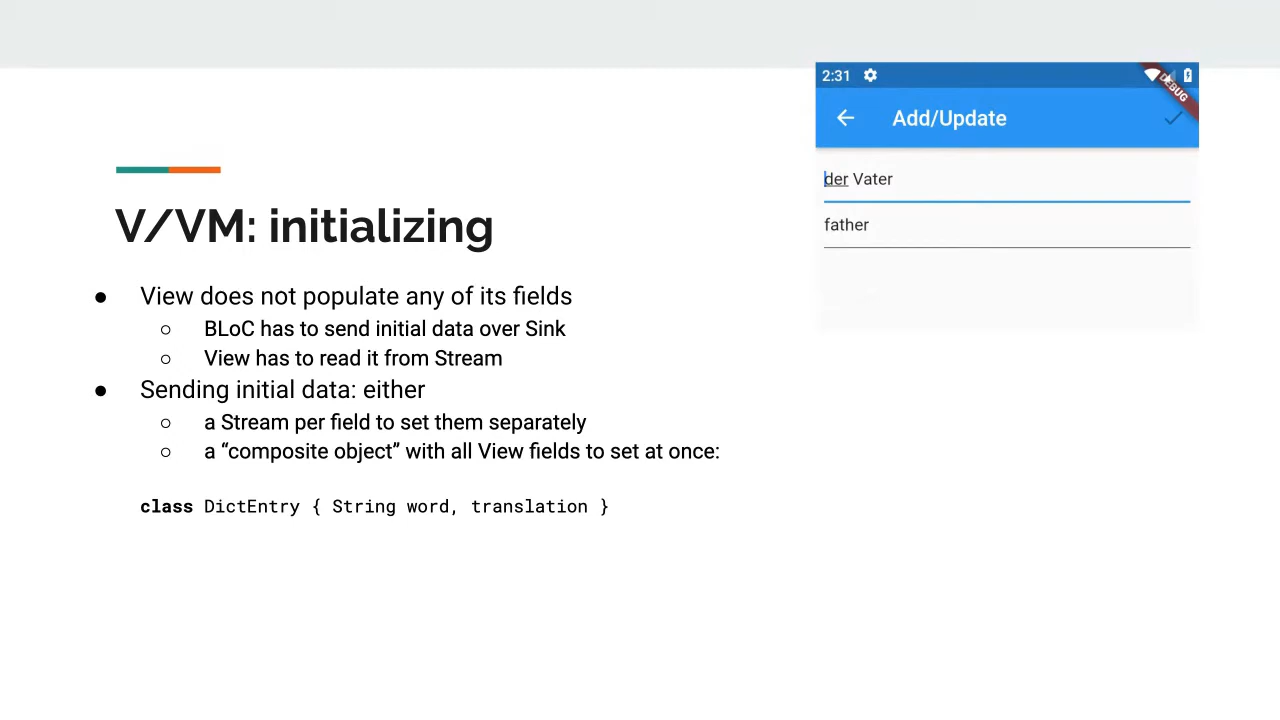 V/VM: initializing
● View does not populate any of its fields
○ BLoC has to send initial data over Sink
○ View has to read it from Stream
● Sending initial data: either
○ a Stream per field to set them separately
○ a “composite object” with all View fields to set at once:
class DictEntry { String word, translation }
2:31
DEBUG
Add/Update
der Vater
father